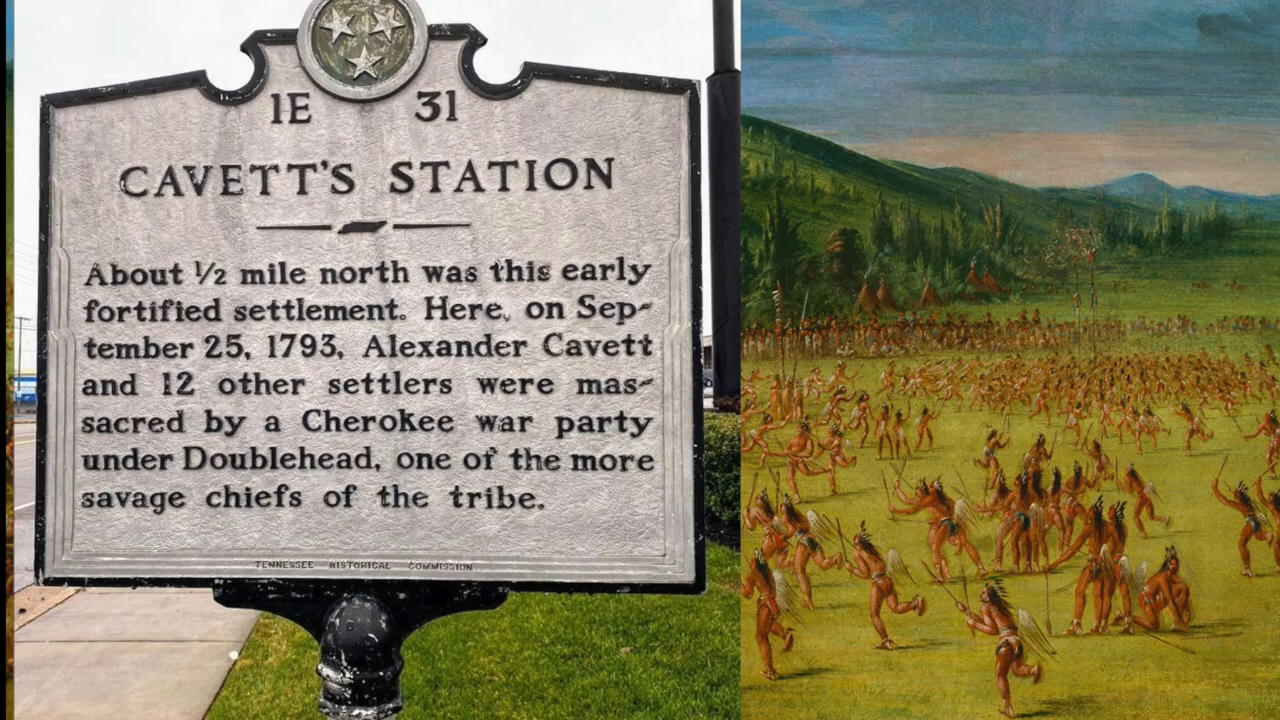 1E 31
CAVETT'S STATION
About ½ mile north was this early
fortified settlement. Here, on Sep-
tember 25, 1793, Alexander Cavett
and 12 other settlers were mas-
sacred by a Cherokee war party
under Doublehead, one of the more
savage chiefs of the tribe.
TENNESSEE HISTORICAL COMMISSION